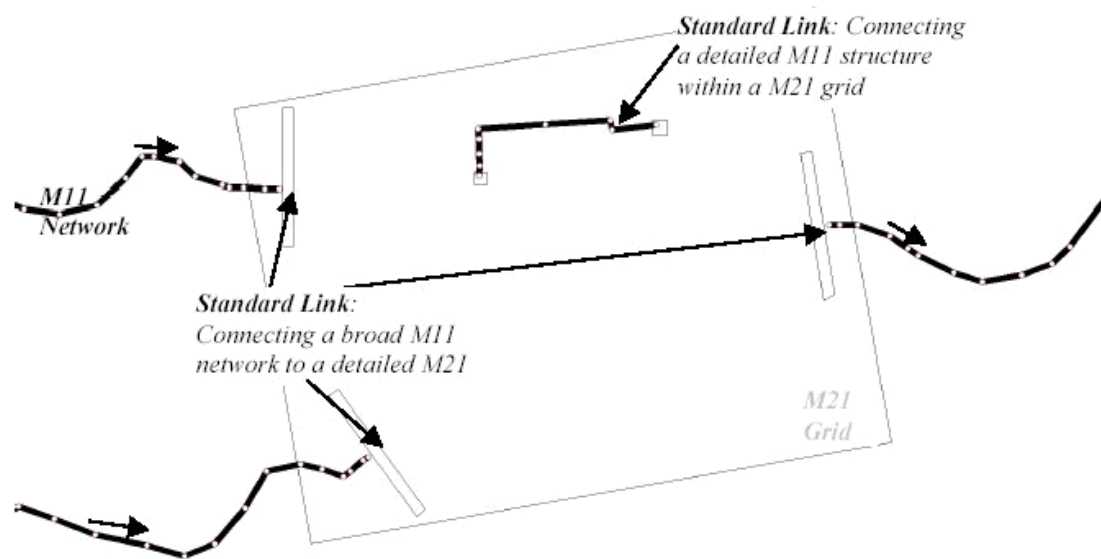 Standard Link: Connecting
a detailed M11 structure
within a M21 grid
M11
Network
Standard Link:
Connecting a broad M11
network to a detailed M21
M21
Grid